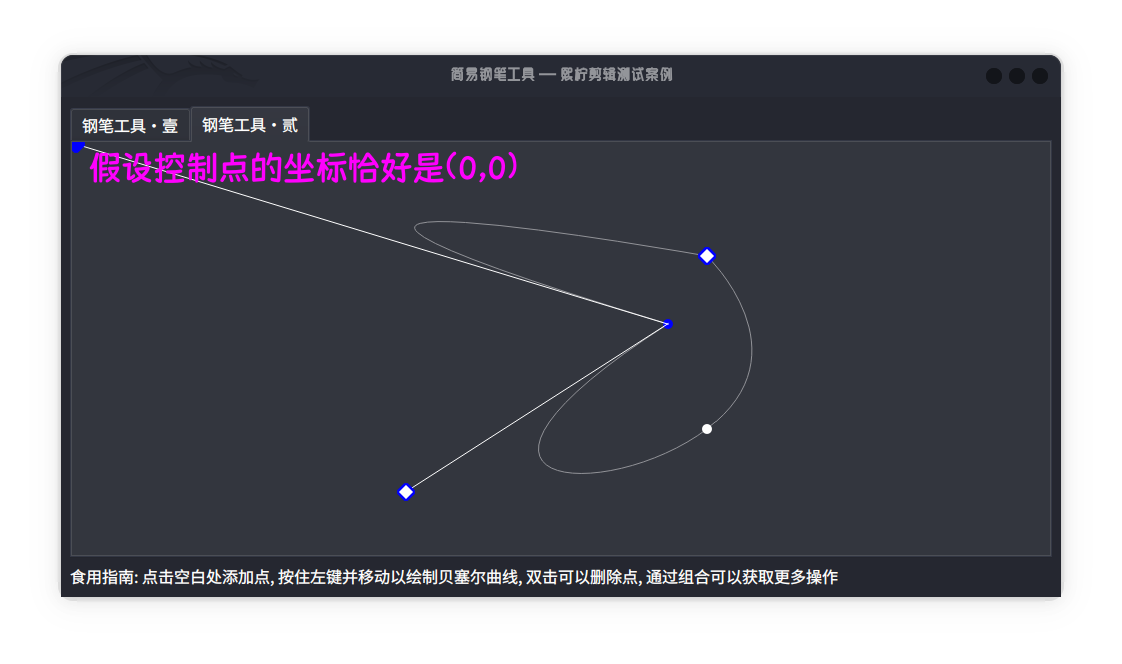 简易钢笔工具 — 熙柠剪辑测试案例
钢笔工具·壹
钢笔工具·贰
假设控制点的坐标恰好是(0,0)
食用指南: 点击空白处添加点, 按住左键并移动以绘制贝塞尔曲线, 双击可以删除点, 通过组合可以获取更多操作